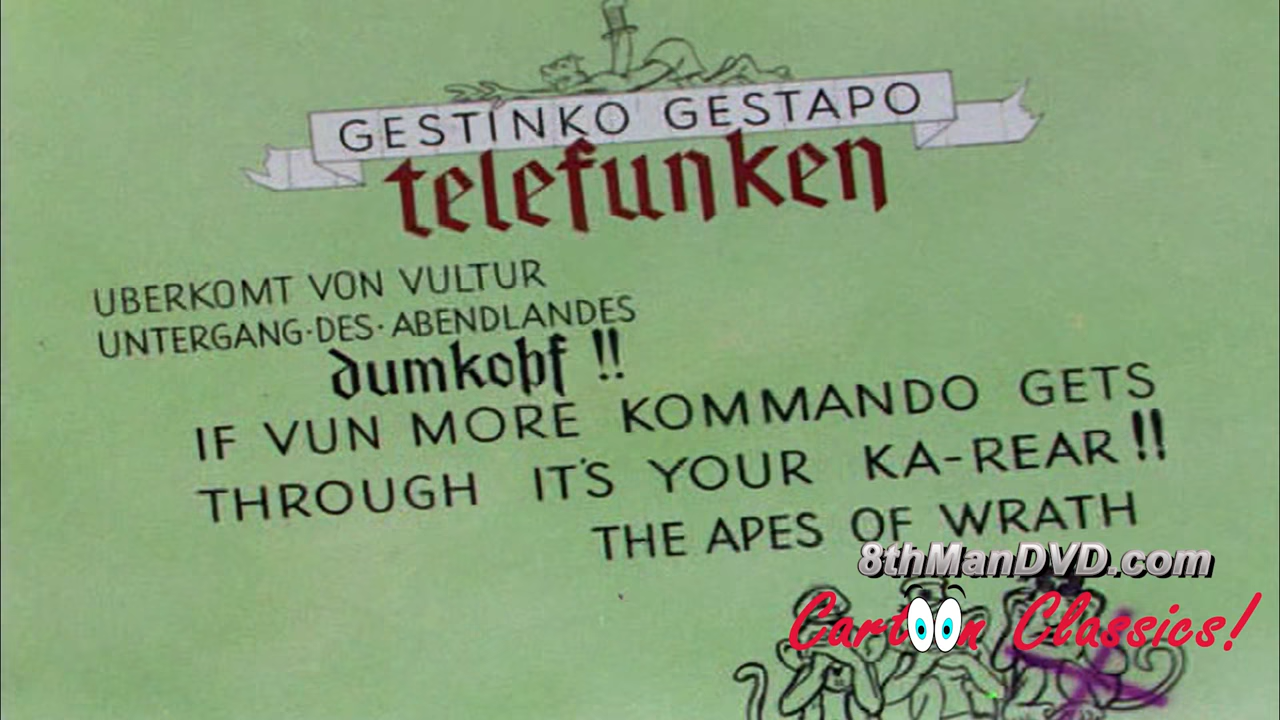 GESTINKO GESTAPO
telefunken
UBERKOMT VON VULTUR
UNTERGANG·DES·ABENDLANDES
dumkopf !!
IF VUN MORE KOMMANDO GETS
THROUGH IT'S YOUR KA-REAR!!
THE APES OF WRATH
8thManDVD.com
Cartoon Classics!